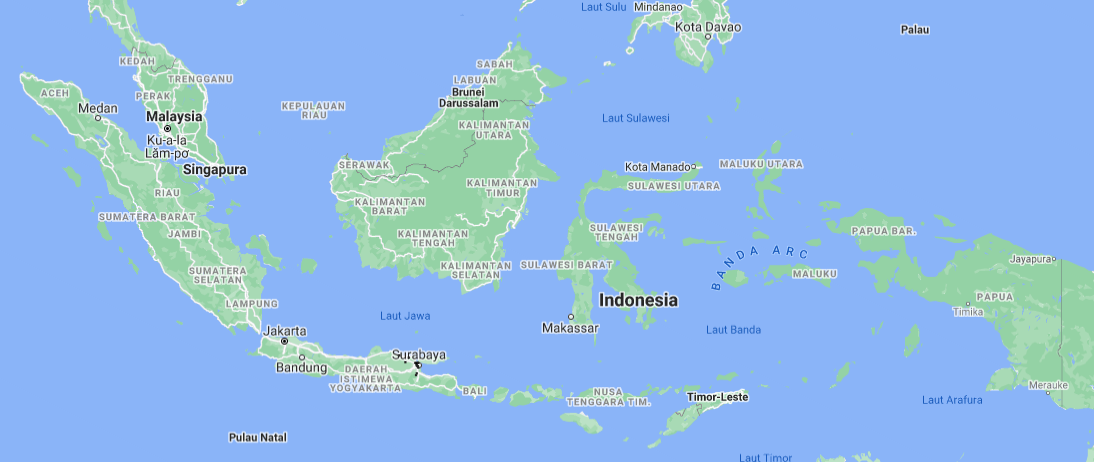 Laut Sulu
Mindanao
Kota Davao
Palau
KEDAH
TRENGGANU
SABAH
LABUAN
ACEH
PERAK
Brunei
Darussalam
Medan
KEPULAUAN
RIAU
Malaysia
Laut Sulawesi
KALIMANTAN
UTARA
Ku-a-la
Lăm-pơ
Singapura
SERAWAK
Kota Manado
MALUKU UTARA
RIAU
KALIMANTAN
TIMUR
SULAWESI UTARA
KALIMANTAN
BARAT
SUMATERA BARAT
JAMBI
KALIMANTAN
TENGAH
SULAWESI
TENGAH
PAPUA BAR.
BANDA ARC
Jayapura
SUMATERA
SELATAN
KALIMANTAN
SELATAN
SULAWESI BARAT
MALUKU
LAMPUNG
Indonesia
PAPUA
Timika
Laut Jawa
Jakarta
Makassar
Laut Banda
Surabaya
Bandung
DAERAH
ISTIMEWA
YOGYAKARTA
BALI
NUSA
TENGGARA TIM.
Timor-Leste
Merauke
Laut Arafura
Pulau Natal
Laut Timor